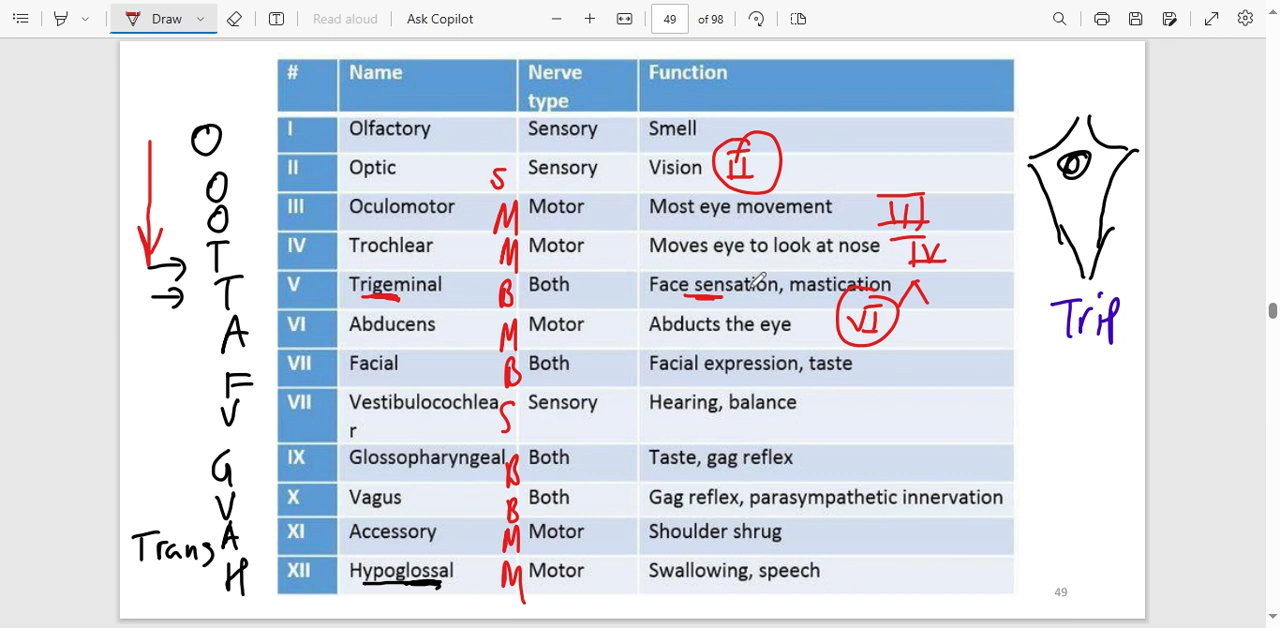 Draw
Read aloud
Ask Copilot
49 of 98
# Name Nerve type Function
I Olfactory Sensory Smell
II Optic Sensory Vision
III Oculomotor Motor Most eye movement
IV Trochlear Motor Moves eye to look at nose
V Trigeminal Both Face sensation, mastication
VI Abducens Motor Abducts the eye
VII Facial Both Facial expression, taste
VII Vestibulocochlear Sensory Hearing, balance
IX Glossopharyngeal Both Taste, gag reflex
X Vagus Both Gag reflex, parasympathetic innervation
XI Accessory Motor Shoulder shrug
XII Hypoglossal Motor Swallowing, speech
O
O
O
T
T
A
F
V
G
V
A
H
Trans
S
M
M
B
M
B
S
B
B
M
M
II
III
IV
VI
49